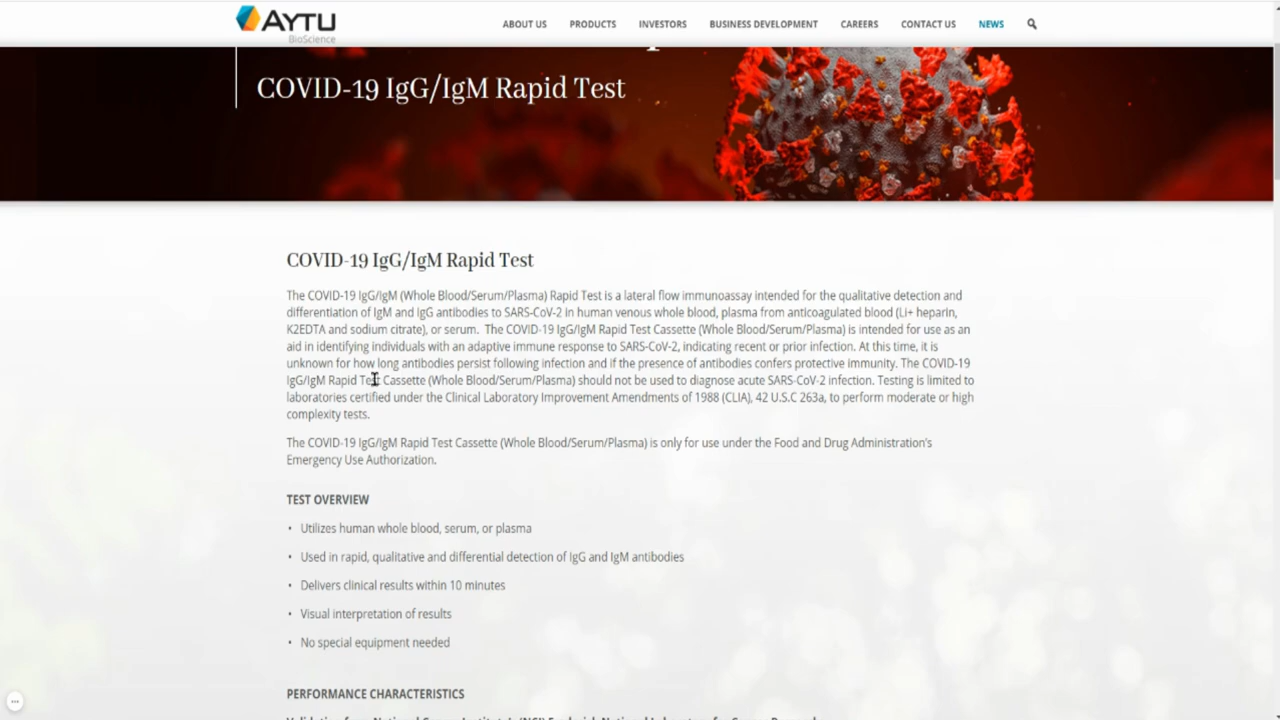 AYTU
BioScience
ABOUT US
PRODUCTS
INVESTORS
BUSINESS DEVELOPMENT
CAREERS
CONTACT US
NEWS
COVID-19 IgG/IgM Rapid Test
COVID-19 IgG/IgM Rapid Test
The COVID-19 IgG/IgM (Whole Blood/Serum/Plasma) Rapid Test is a lateral flow immunoassay intended for the qualitative detection and
differentiation of IgM and IgG antibodies to SARS-CoV-2 in human venous whole blood, plasma from anticoagulated blood (Li+ heparin,
K2EDTA and sodium citrate), or serum. The COVID-19 IgG/IgM Rapid Test Cassette (Whole Blood/Serum/Plasma) is intended for use as an
aid in identifying individuals with an adaptive immune response to SARS-CoV-2, indicating recent or prior infection. At this time, it is
unknown for how long antibodies persist following infection and if the presence of antibodies confers protective immunity. The COVID-19
IgG/IgM Rapid Test Cassette (Whole Blood/Serum/Plasma) should not be used to diagnose acute SARS-CoV-2 infection. Testing is limited to
laboratories certified under the Clinical Laboratory Improvement Amendments of 1988 (CLIA), 42 U.S.C 263a, to perform moderate or high
complexity tests.
The COVID-19 IgG/IgM Rapid Test Cassette (Whole Blood/Serum/Plasma) is only for use under the Food and Drug Administration's
Emergency Use Authorization.
TEST OVERVIEW
• Utilizes human whole blood, serum, or plasma
• Used in rapid, qualitative and differential detection of IgG and IgM antibodies
• Delivers clinical results within 10 minutes
• Visual interpretation of results
• No special equipment needed
PERFORMANCE CHARACTERISTICS